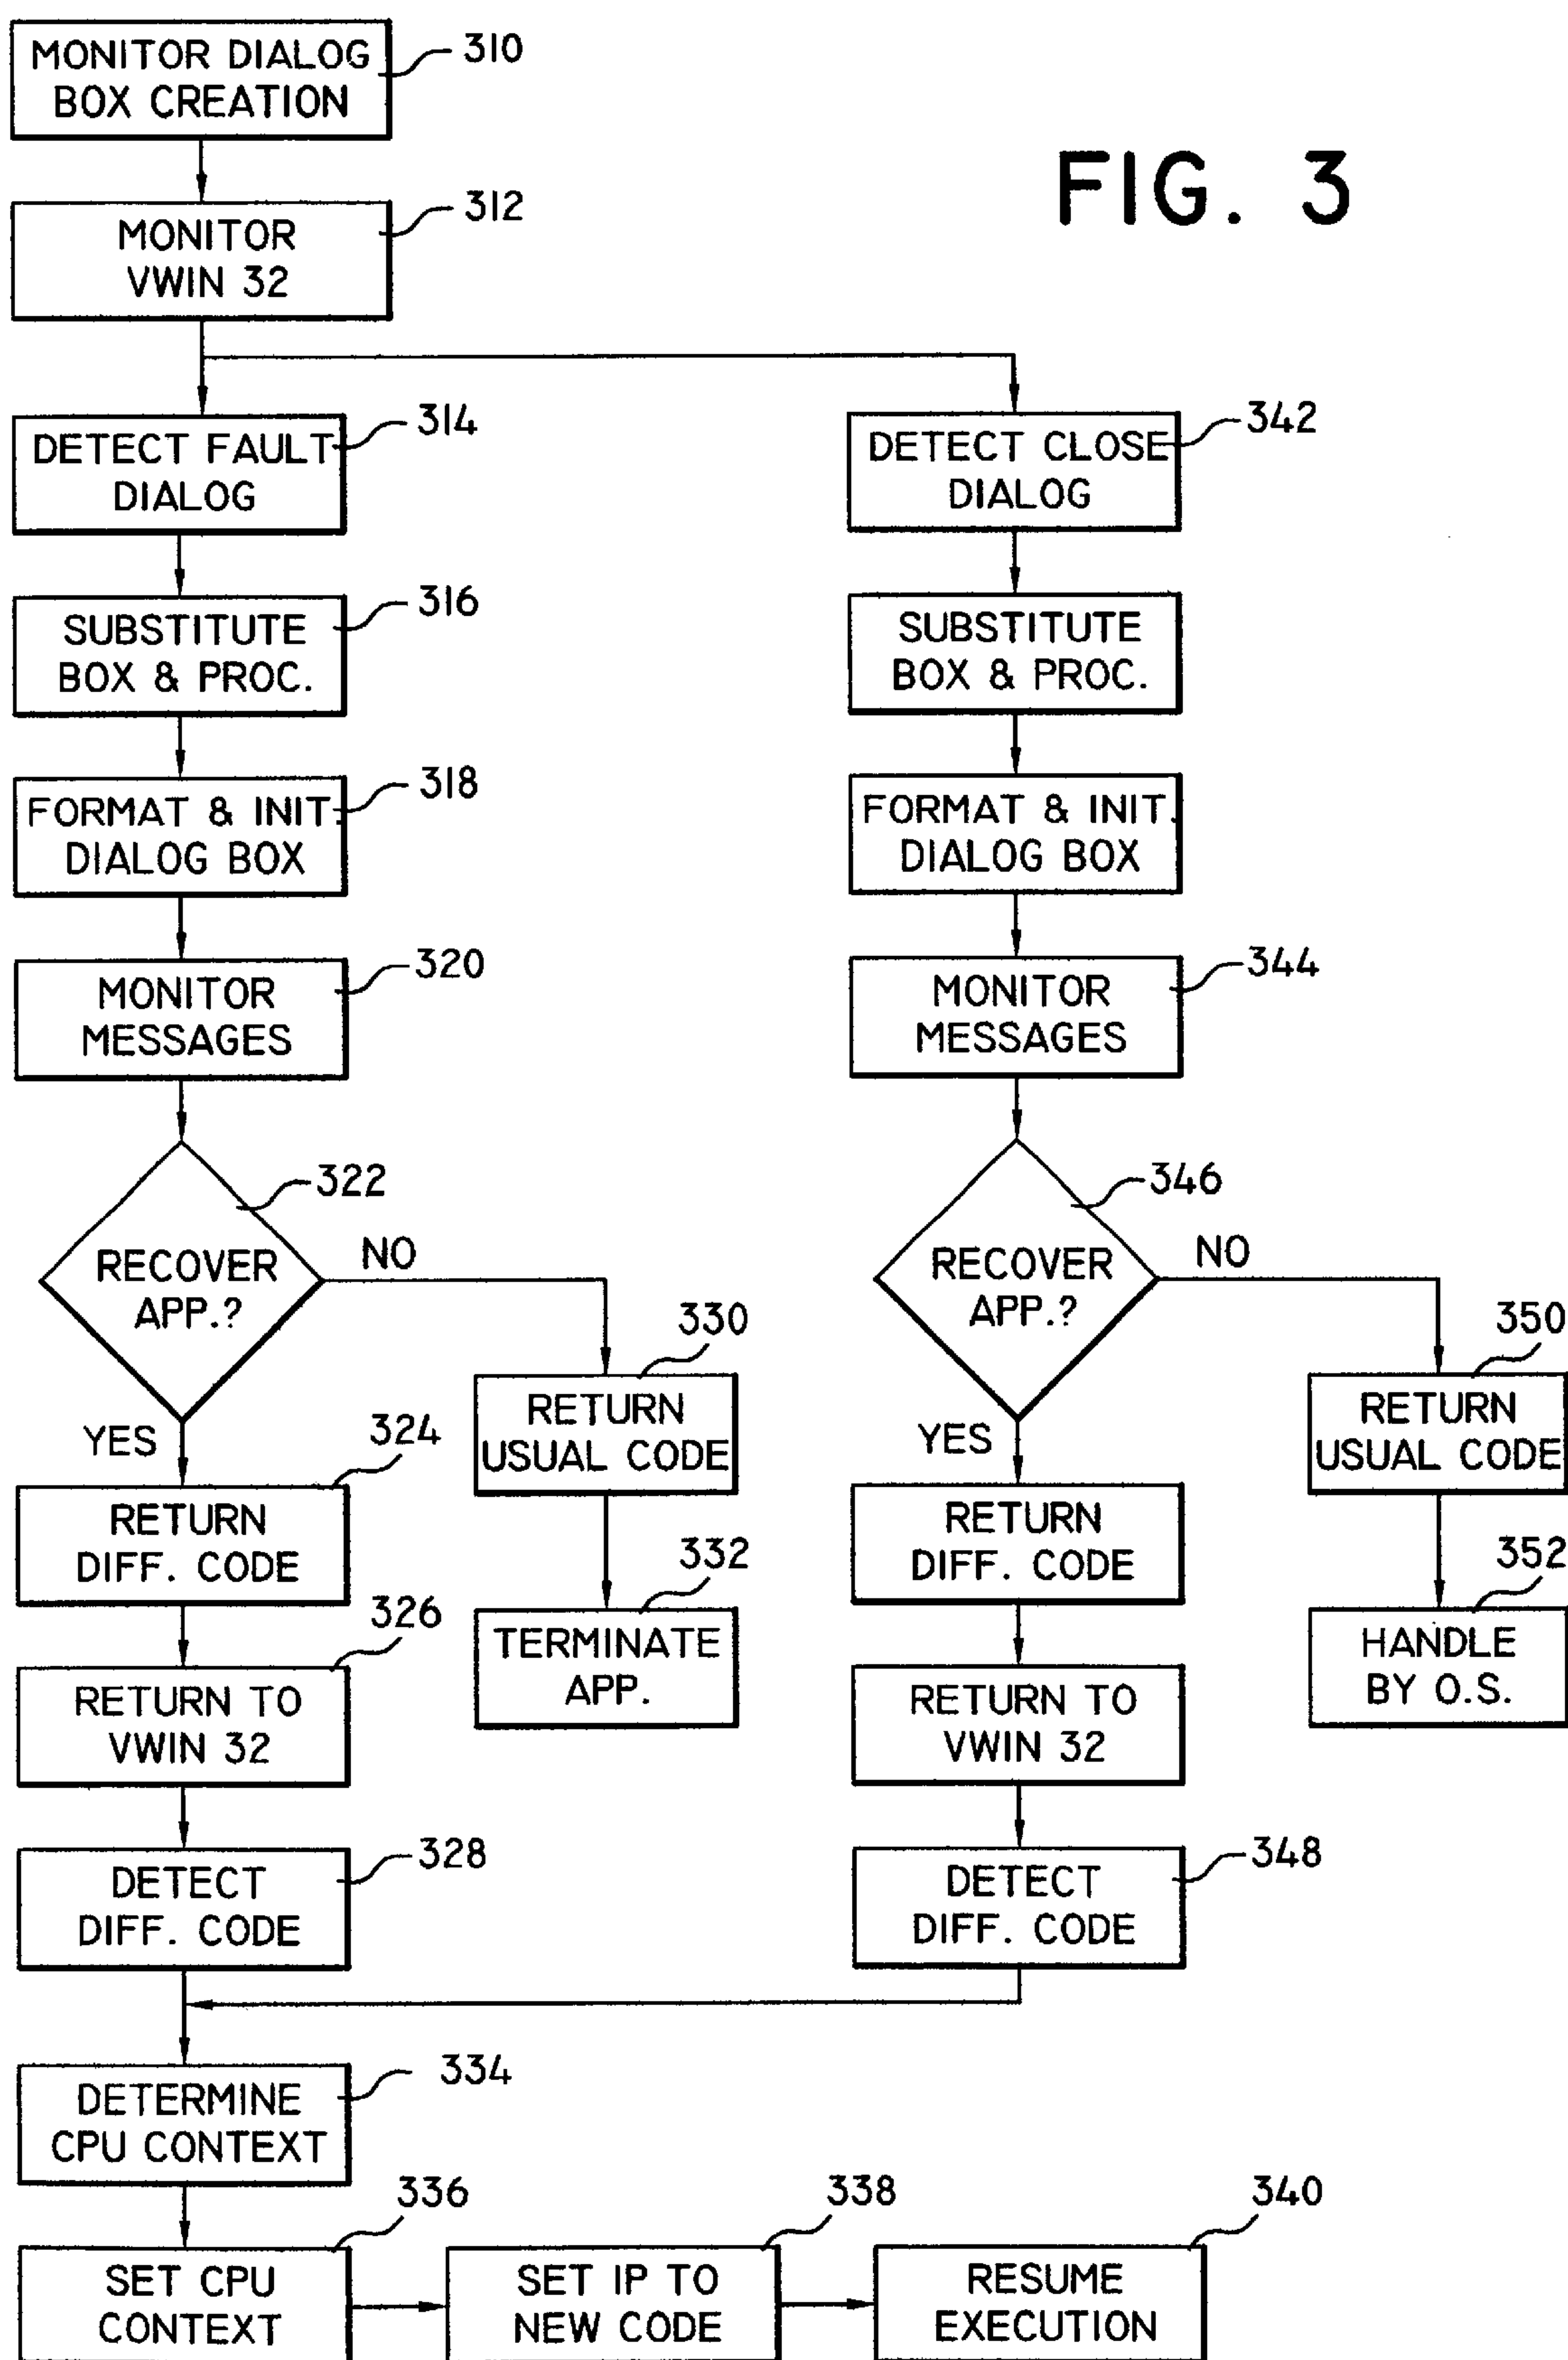 MONITOR DIALOG
BOX CREATION
310
FIG. 3
MONITOR
VWIN 32
312
DETECT FAULT
DIALOG
314
DETECT CLOSE
DIALOG
342
SUBSTITUTE
BOX & PROC.
316
SUBSTITUTE
BOX & PROC.
FORMAT & INIT.
DIALOG BOX
318
FORMAT & INIT.
DIALOG BOX
MONITOR
MESSAGES
320
MONITOR
MESSAGES
344
322
RECOVER
APP.?
NO
YES
346
RECOVER
APP.?
NO
YES
330
RETURN
USUAL CODE
350
RETURN
USUAL CODE
324
RETURN
DIFF. CODE
RETURN
DIFF. CODE
332
TERMINATE
APP.
352
HANDLE
BY O.S.
326
RETURN TO
VWIN 32
RETURN TO
VWIN 32
DETECT
DIFF. CODE
328
DETECT
DIFF. CODE
348
DETERMINE
CPU CONTEXT
334
336
SET CPU
CONTEXT
338
SET IP TO
NEW CODE
340
RESUME
EXECUTION